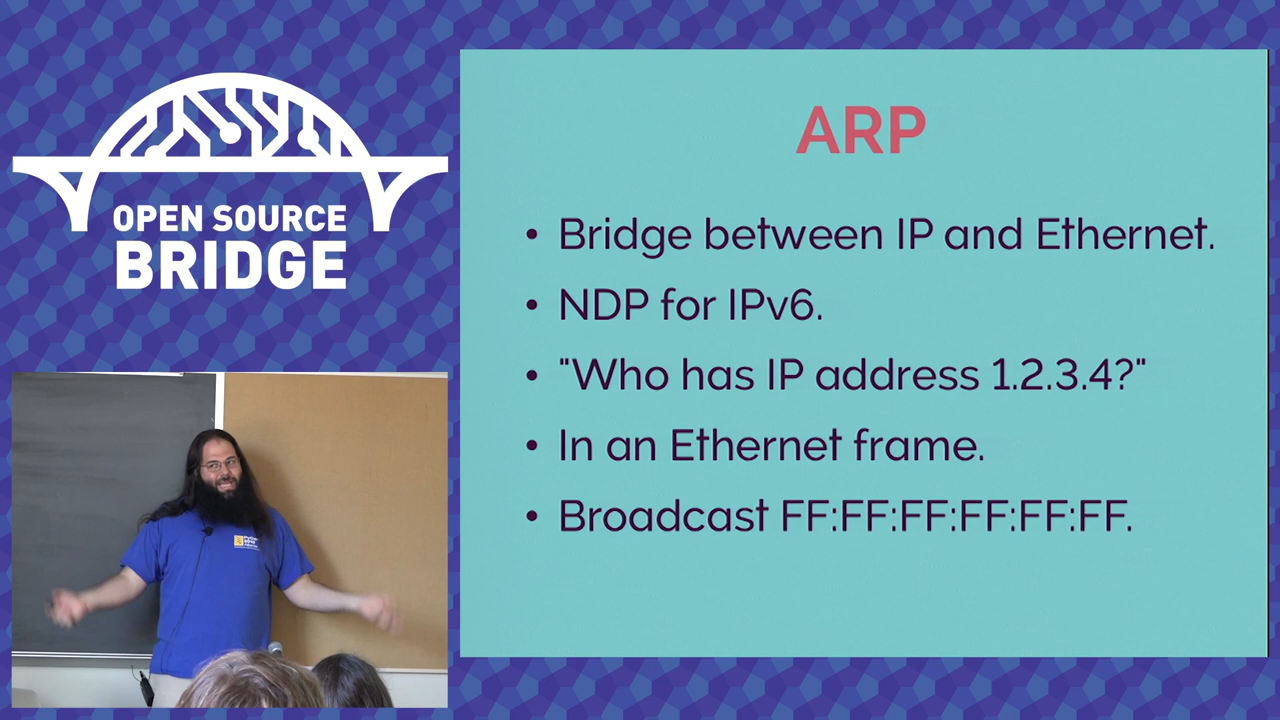 OPEN SOURCE
BRIDGE
ARP
• Bridge between IP and Ethernet.
• NDP for IPv6.
• "Who has IP address 1.2.3.4?"
• In an Ethernet frame.
• Broadcast FF:FF:FF:FF:FF:FF.